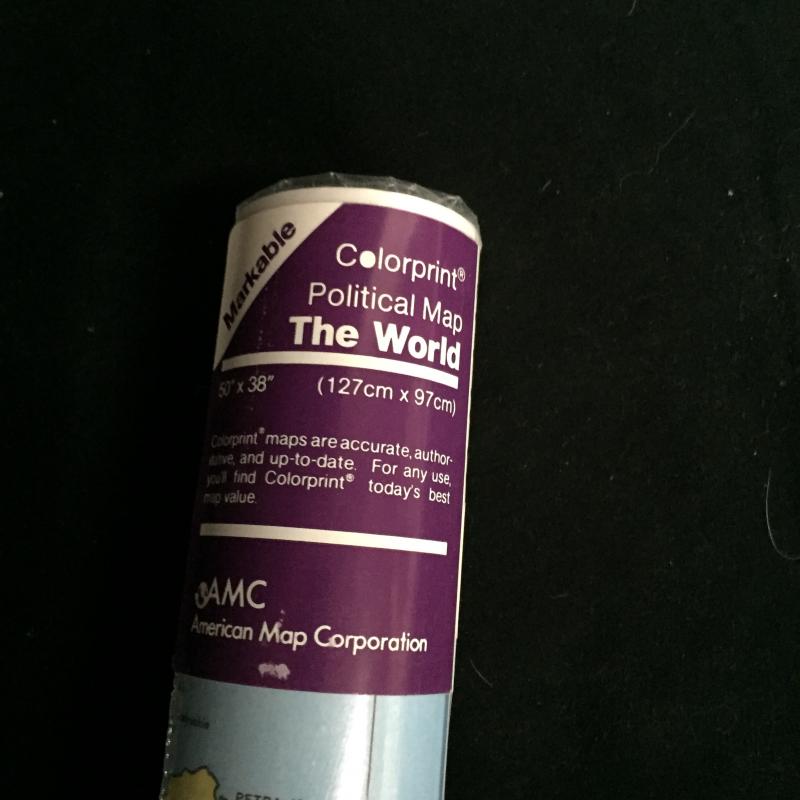 Markable
Colorprint®
Political Map
The World
50" x 38" (127cm x 97cm)
Colorprint® maps are accurate, author-
itative, and up-to-date. For any use,
you'll find Colorprint® today's best
map value.
AMC
American Map Corporation